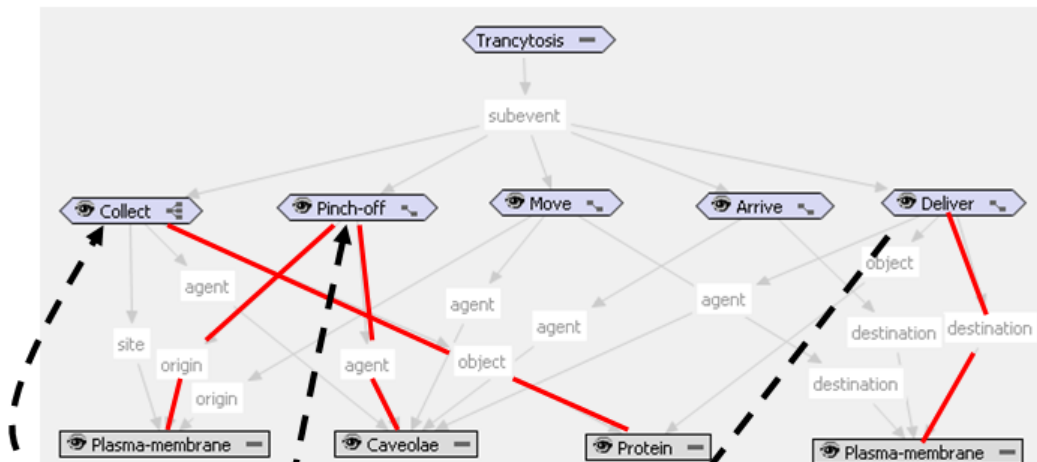 Trancytosis
subevent
Collect
Pinch-off
Move
Arrive
Deliver
object
agent
agent
agent
agent
site
origin
agent
object
destination
destination
origin
destination
Plasma-membrane
Caveolae
Protein
Plasma-membrane